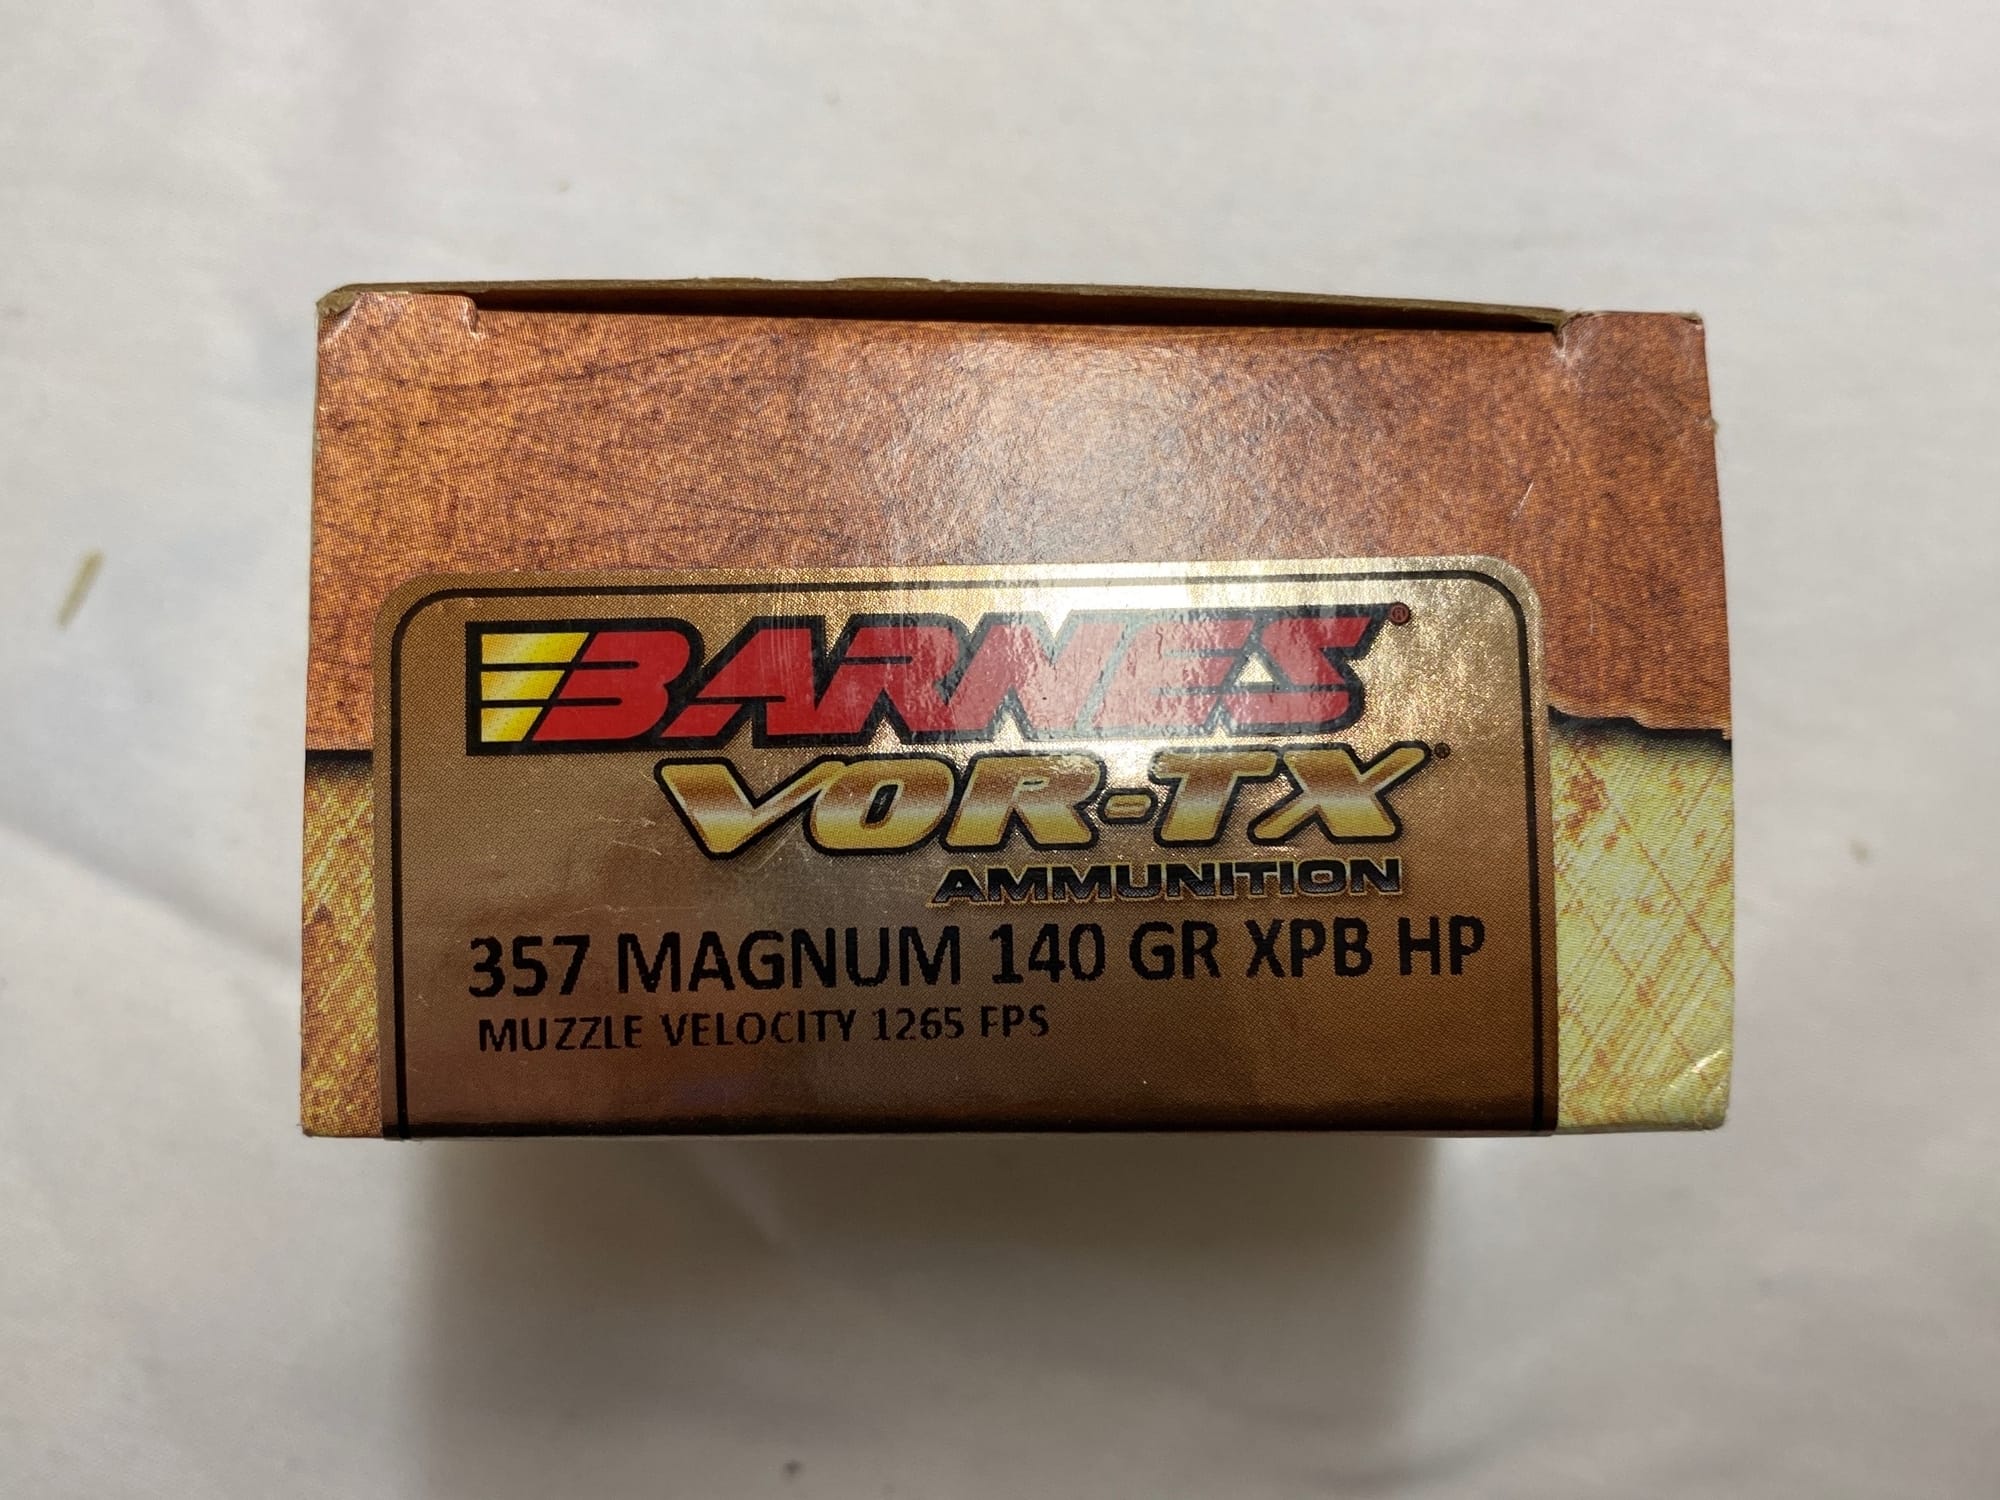 BARNES®
VOR-TX®
AMMUNITION
357 MAGNUM 140 GR XPB HP
MUZZLE VELOCITY 1265 FPS